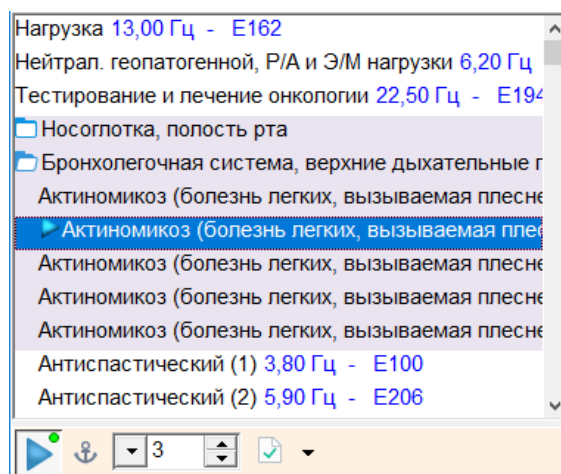 Нагрузка 13,00 Гц - E162
Нейтрал. геопатогенной, Р/А и Э/М нагрузки 6,20 Гц
Тестирование и лечение онкологии 22,50 Гц - E194
Носоглотка, полость рта
Бронхолегочная система, верхние дыхательные
Актиномикоз (болезнь легких, вызываемая плесне
Актиномикоз (болезнь легких, вызываемая плес
Актиномикоз (болезнь легких, вызываемая плесне
Актиномикоз (болезнь легких, вызываемая плесне
Актиномикоз (болезнь легких, вызываемая плесне
Антиспастический (1) 3,80 Гц - E100
Антиспастический (2) 5,90 Гц - E206
3